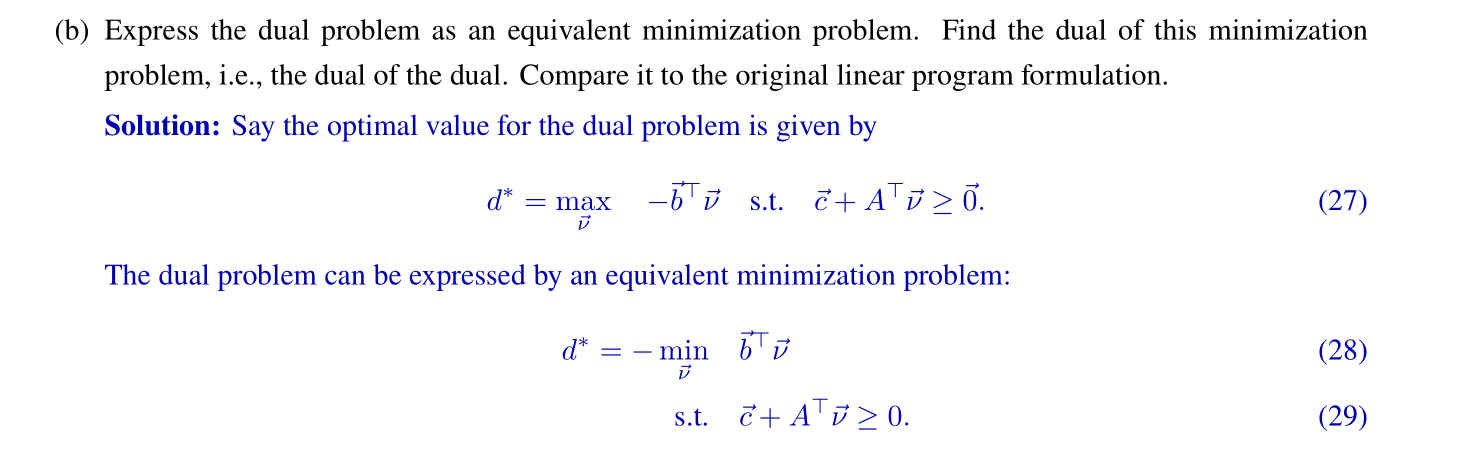 (b) Express the dual problem as an equivalent minimization problem. Find the dual of this minimization
problem, i.e., the dual of the dual. Compare it to the original linear program formulation.
Solution: Say the optimal value for the dual problem is given by
$d^* = \max_{\vec{\nu}} \quad -\vec{b}^\top \vec{\nu} \quad \text{s.t.} \quad \vec{c} + A^\top \vec{\nu} \geq \vec{0}.$ (27)
The dual problem can be expressed by an equivalent minimization problem:
$d^* = -\min_{\vec{\nu}} \quad \vec{b}^\top \vec{\nu}$ (28)
$\text{s.t.} \quad \vec{c} + A^\top \vec{\nu} \geq 0.$ (29)